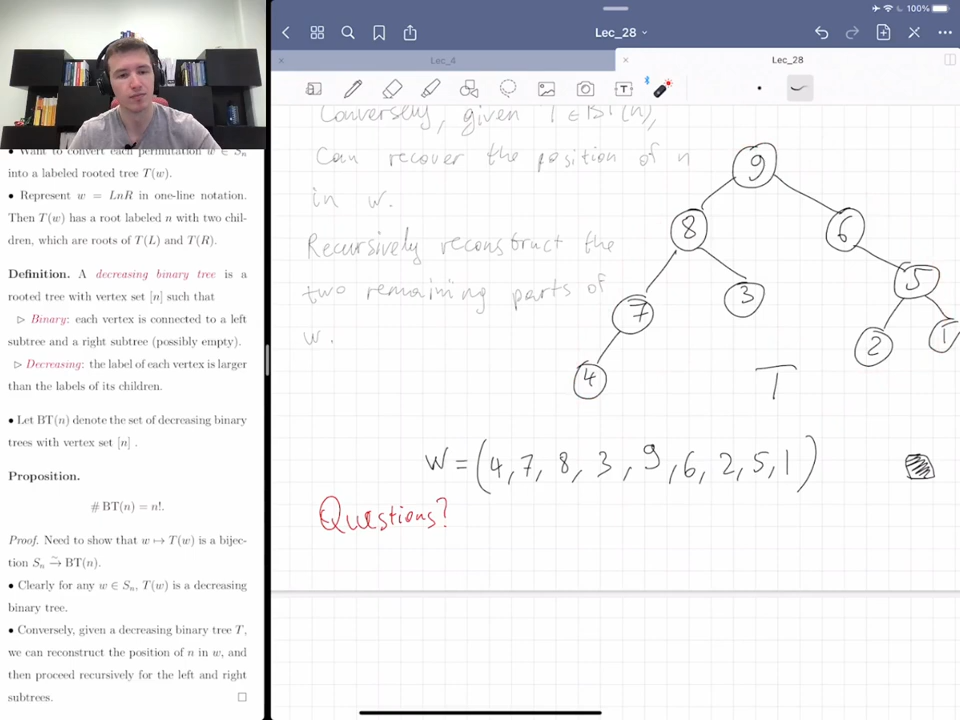 100%
Lec_28
Lec_4
Lec_28
• Want to convert each permutation w ∈ Sₙ
into a labeled rooted tree T(w).
• Represent w = LnR in one-line notation.
Then T(w) has a root labeled n with two chil-
dren, which are roots of T(L) and T(R).
Definition. A decreasing binary tree is a
rooted tree with vertex set [n] such that
▷ Binary: each vertex is connected to a left
subtree and a right subtree (possibly empty).
▷ Decreasing: the label of each vertex is larger
than the labels of its children.
• Let BT(n) denote the set of decreasing binary
trees with vertex set [n] .
Proposition.
# BT(n) = n!.
Proof. Need to show that w ↦ T(w) is a bijec-
tion Sₙ →̃ BT(n).
• Clearly for any w ∈ Sₙ, T(w) is a decreasing
binary tree.
• Conversely, given a decreasing binary tree T,
we can reconstruct the position of n in w, and
then proceed recursively for the left and right
subtrees. □
Conversely, given T ∈ BT(n),
Can recover the position of n
in w.
Recursively reconstruct the
two remaining parts of
w.
9
8
6
7
3
5
4
2
1
T
W = (4,7,8,3,9,6,2,5,1)
Questions?